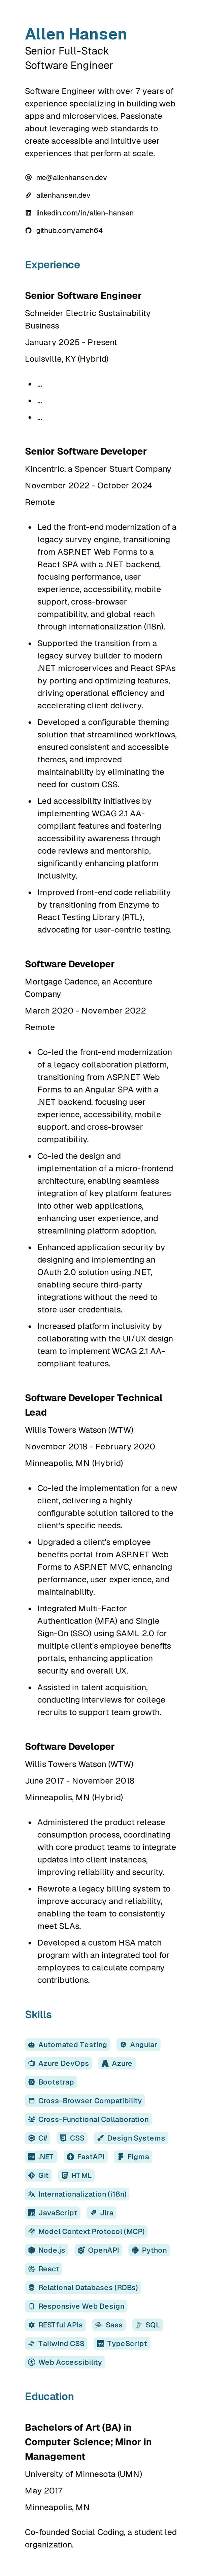 Allen Hansen
Senior Full-Stack
Software Engineer
Software Engineer with over 7 years of
experience specializing in building web
apps and microservices. Passionate
about leveraging web standards to
create accessible and intuitive user
experiences that perform at scale.
me@allenhansen.dev
allenhansen.dev
linkedin.com/in/allen-hansen
github.com/ameh64
Experience
Senior Software Engineer
Schneider Electric Sustainability
Business
January 2025 - Present
Louisville, KY (Hybrid)
• ...
• ...
• ...
Senior Software Developer
Kincentric, a Spencer Stuart Company
November 2022 - October 2024
Remote
• Led the front-end modernization of
a legacy survey engine, transitioning
from ASP.NET Web Forms to a
React SPA with a .NET backend,
focusing performance, user
experience, accessibility, mobile
support, cross-browser
compatibility, and global reach
through internationalization (i18n).
• Supported the transition from a
legacy survey builder to modern
.NET microservices and React SPAs
by porting and optimizing features,
driving operational efficiency and
accelerating client delivery.
• Developed a configurable theming
solution that streamlined workflows,
ensured consistent and accessible
themes, and improved
maintainability by eliminating the
need for custom CSS.
• Led accessibility initiatives by
implementing WCAG 2.1 AA-
compliant features and fostering
accessibility awareness through
code reviews and mentorship,
significantly enhancing platform
inclusivity.
• Improved front-end code reliability
by transitioning from Enzyme to
React Testing Library (RTL),
advocating for user-centric testing.
Software Developer
Mortgage Cadence, an Accenture
Company
March 2020 - November 2022
Remote
• Co-led the front-end modernization
of a legacy collaboration platform,
transitioning from ASP.NET Web
Forms to an Angular SPA with a
.NET backend, focusing user
experience, accessibility, mobile
support, and cross-browser
compatibility.
• Co-led the design and
implementation of a micro-frontend
architecture, enabling seamless
integration of key platform features
into other web applications,
enhancing user experience, and
streamlining platform adoption.
• Enhanced application security by
designing and implementing an
OAuth 2.0 solution using .NET,
enabling secure third-party
integrations without the need to
store user credentials.
• Increased platform inclusivity by
collaborating with the UI/UX design
team to implement WCAG 2.1 AA-
compliant features.
Software Developer Technical
Lead
Willis Towers Watson (WTW)
November 2018 - February 2020
Minneapolis, MN (Hybrid)
• Co-led the implementation for a new
client, delivering a highly
configurable solution tailored to the
client's specific needs.
• Upgraded a client's employee
benefits portal from ASP.NET Web
Forms to ASP.NET MVC, enhancing
performance, user experience, and
maintainability.
• Integrated Multi-Factor
Authentication (MFA) and Single
Sign-On (SSO) using SAML 2.0 for
multiple client's employee benefits
portals, enhancing application
security and overall UX.
• Assisted in talent acquisition,
conducting interviews for college
recruits to support team growth.
Software Developer
Willis Towers Watson (WTW)
June 2017 - November 2018
Minneapolis, MN (Hybrid)
• Administered the product release
consumption process, coordinating
with core product teams to integrate
updates into client instances,
improving reliability and security.
• Rewrote a legacy billing system to
improve accuracy and reliability,
enabling the team to consistently
meet SLAs.
• Developed a custom HSA match
program with an integrated tool for
employees to calculate company
contributions.
Skills
Automated Testing Angular
Azure DevOps Azure
Bootstrap
Cross-Browser Compatibility
Cross-Functional Collaboration
C# CSS Design Systems
.NET FastAPI Figma
Git HTML
Internationalization (i18n)
JavaScript Jira
Model Context Protocol (MCP)
Node.js OpenAPI Python
React
Relational Databases (RDBs)
Responsive Web Design
RESTful APIs Sass SQL
Tailwind CSS TypeScript
Web Accessibility
Education
Bachelors of Art (BA) in
Computer Science; Minor in
Management
University of Minnesota (UMN)
May 2017
Minneapolis, MN
Co-founded Social Coding, a student led
organization.